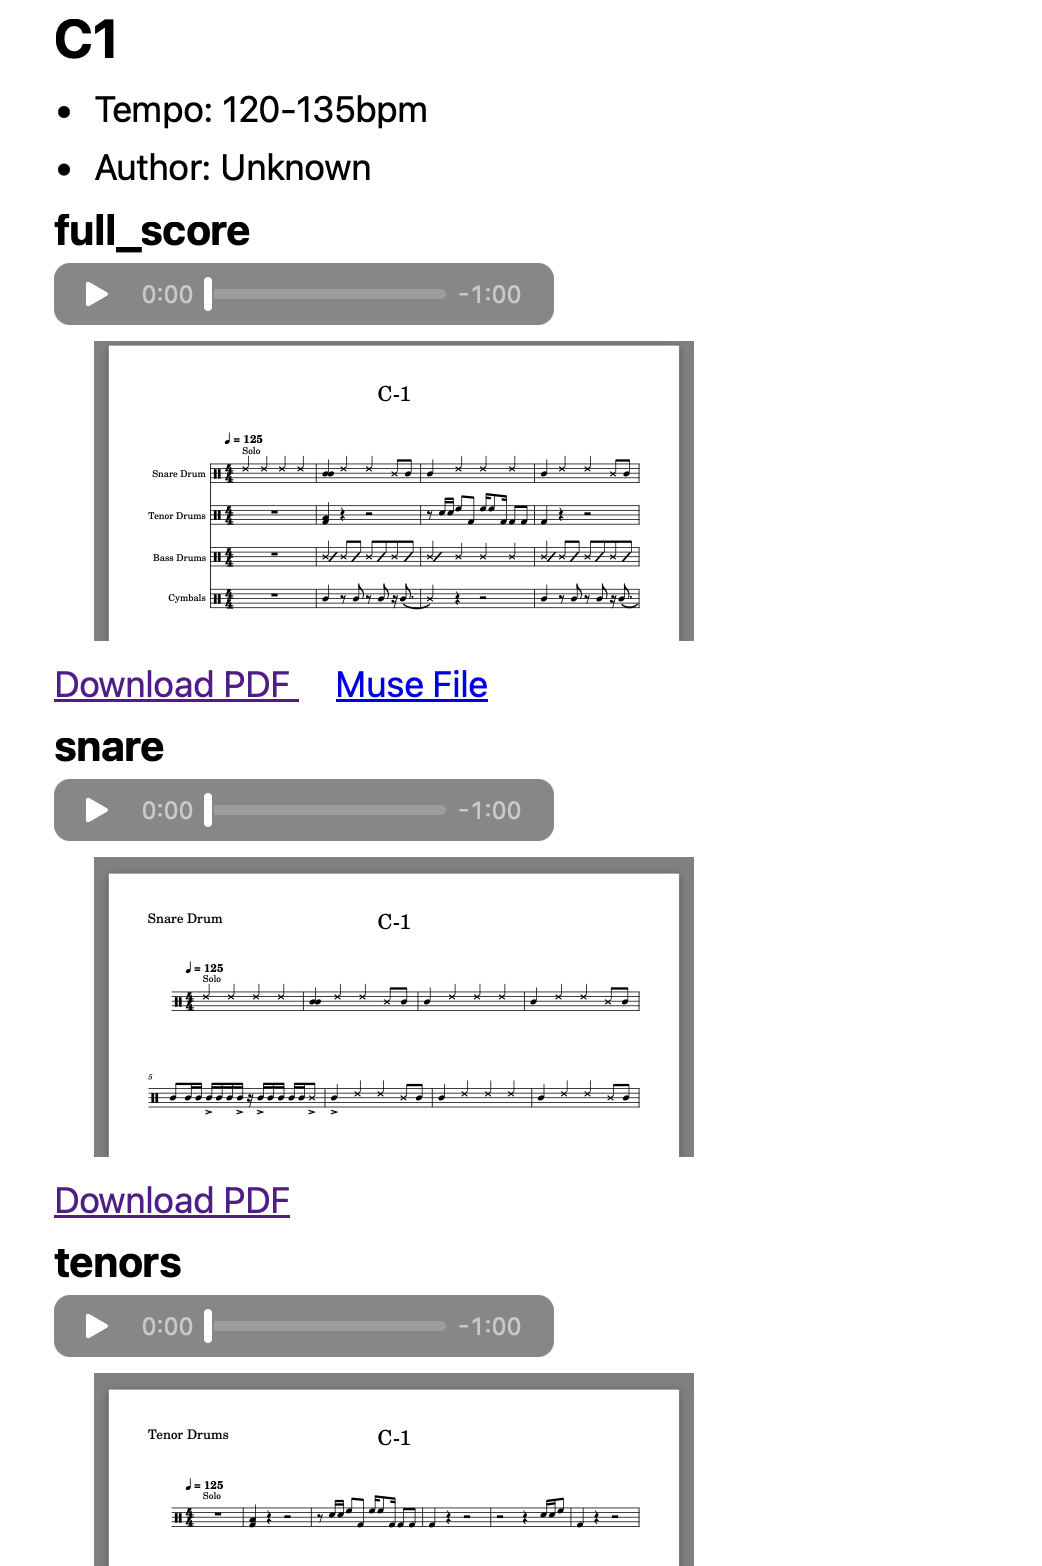 C1
Tempo: 120-135bpm
Author: Unknown
full_score
0:00 -1:00
C-1
♩ = 125
Solo
Snare Drum
Tenor Drums
Bass Drums
Cymbals
Download PDF Muse File
snare
0:00 -1:00
Snare Drum C-1
♩ = 125
Solo
5
Download PDF
tenors
0:00 -1:00
Tenor Drums C-1
♩ = 125
Solo